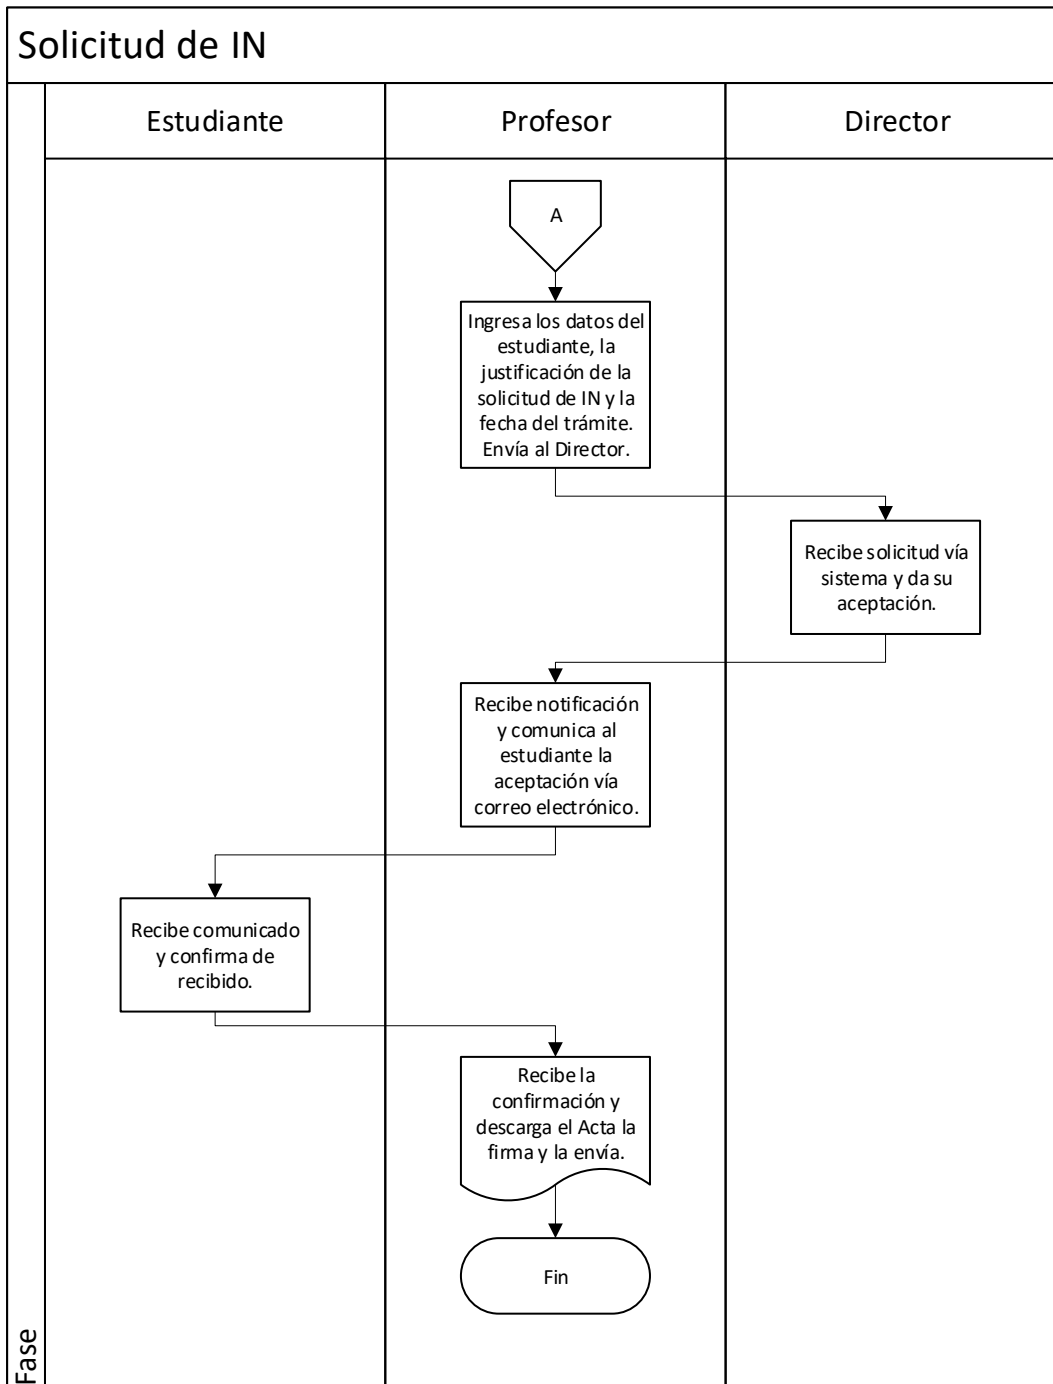 Solicitud de IN
Estudiante
Profesor
Director
A
Ingresa los datos del
estudiante, la
justificación de la
solicitud de IN y la
fecha del trámite.
Envía al Director.
Recibe solicitud vía
sistema y da su
aceptación.
Recibe notificación
y comunica al
estudiante la
aceptación vía
correo electrónico.
Recibe comunicado
y confirma de
recibido.
Recibe la
confirmación y
descarga el Acta la
firma y la envía.
Fin
Fase